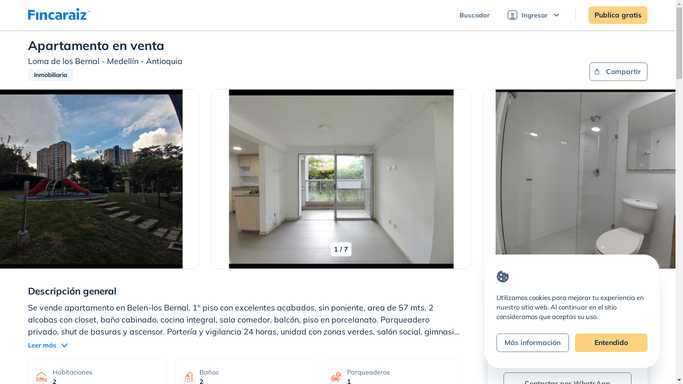 Fincaraiz
Buscador
Ingresar
Publica gratis
Apartamento en venta
Loma de los Bernal - Medellín - Antioquia
Inmobiliaria
Compartir
1 / 7
Descripción general
Se vende apartamento en Belen-los Bernal, 1° piso con excelentes acabados, sin poniente, area de 57 mts, 2
alcobas con closet, baño cabinado, cocina integral, sala comedor, balcón, piso en porcelanato. Parqueadero
privado, shut de basuras y ascensor. Portería y vigilancia 24 horas, unidad con zonas verdes, salón social, gimnasi...
Leer más
Habitaciones
2
Baños
2
Parqueaderos
1
Utilizamos cookies para mejorar tu experiencia en
nuestro sitio web. Al continuar en el sitio
consideramos que aceptas su uso.
Más información
Entendido
Contactar por WhatsApp